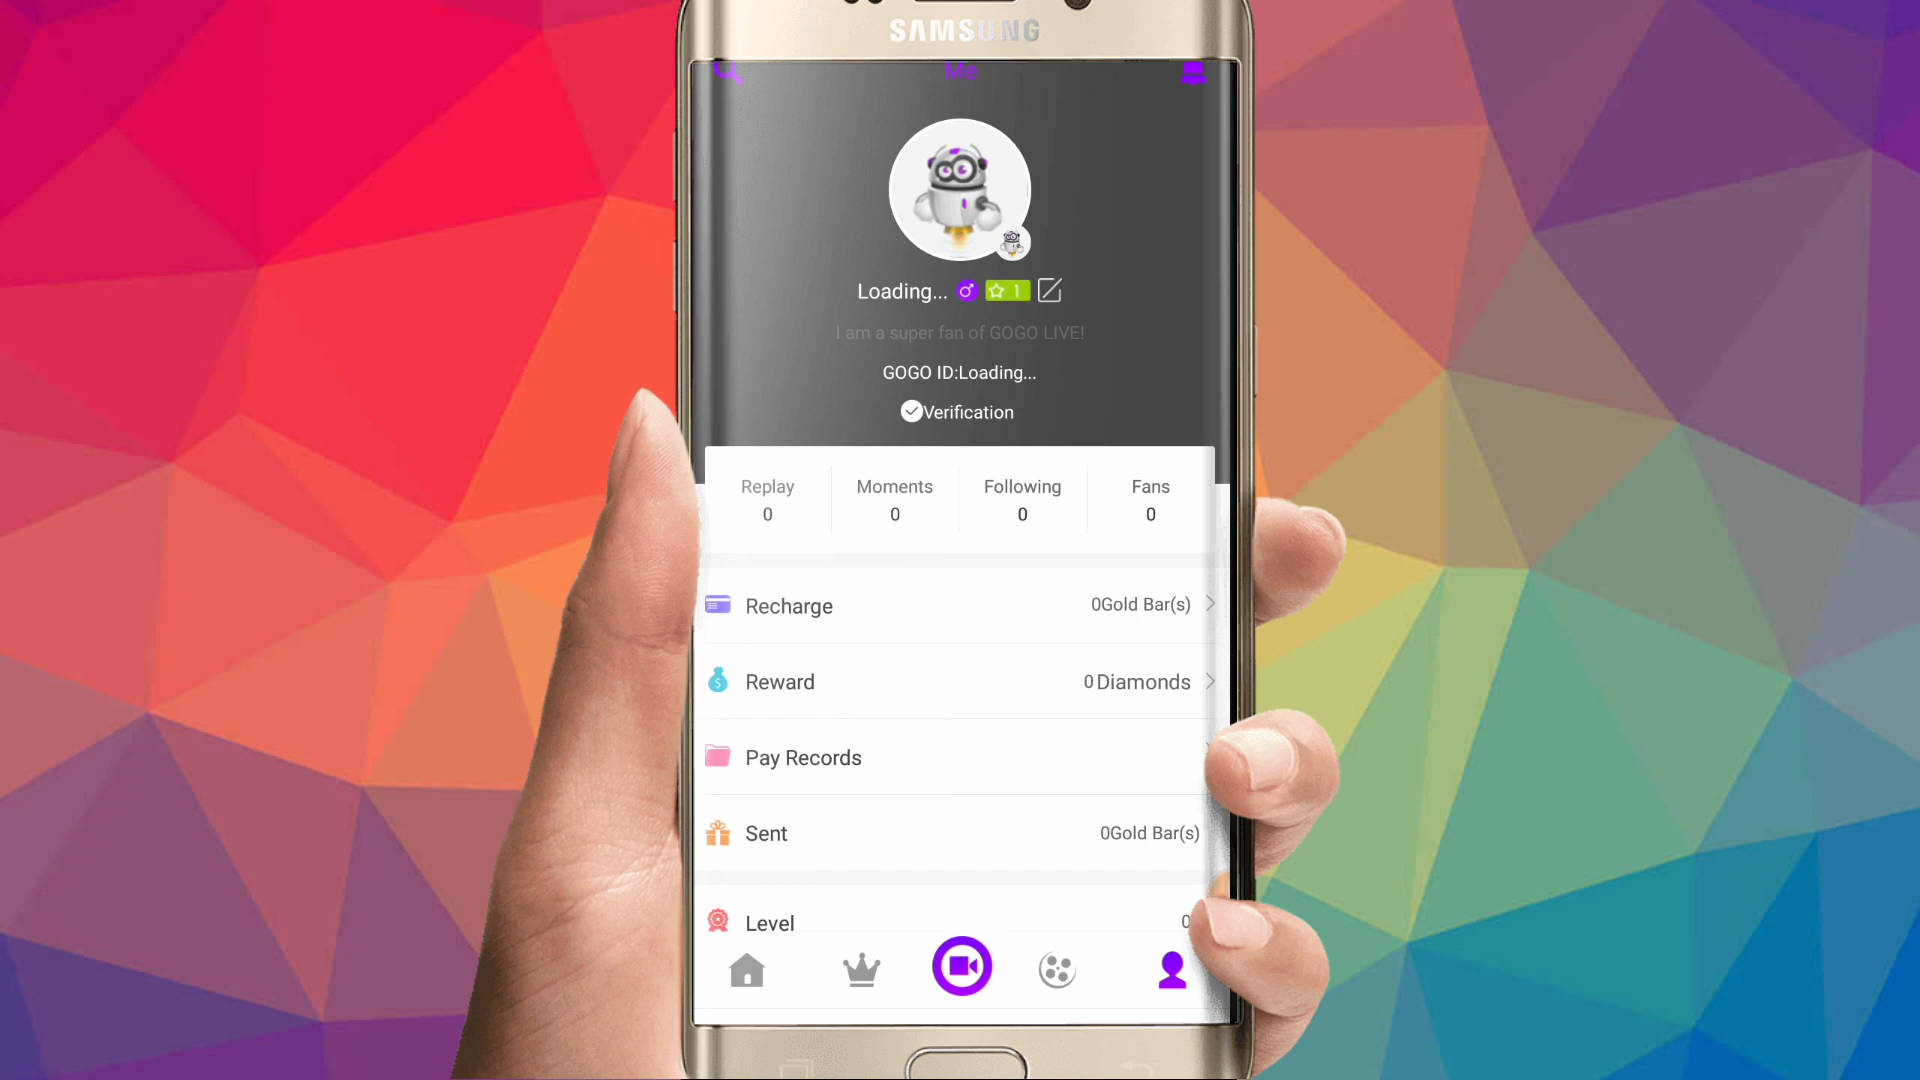 SAMSUNG
Me
Loading... 1
I am a super fan of GOGO LIVE!
GOGO ID:Loading...
Verification
Replay Moments Following Fans
0 0 0 0
Recharge 0Gold Bar(s)
Reward 0 Diamonds
Pay Records
Sent 0Gold Bar(s)
Level 0